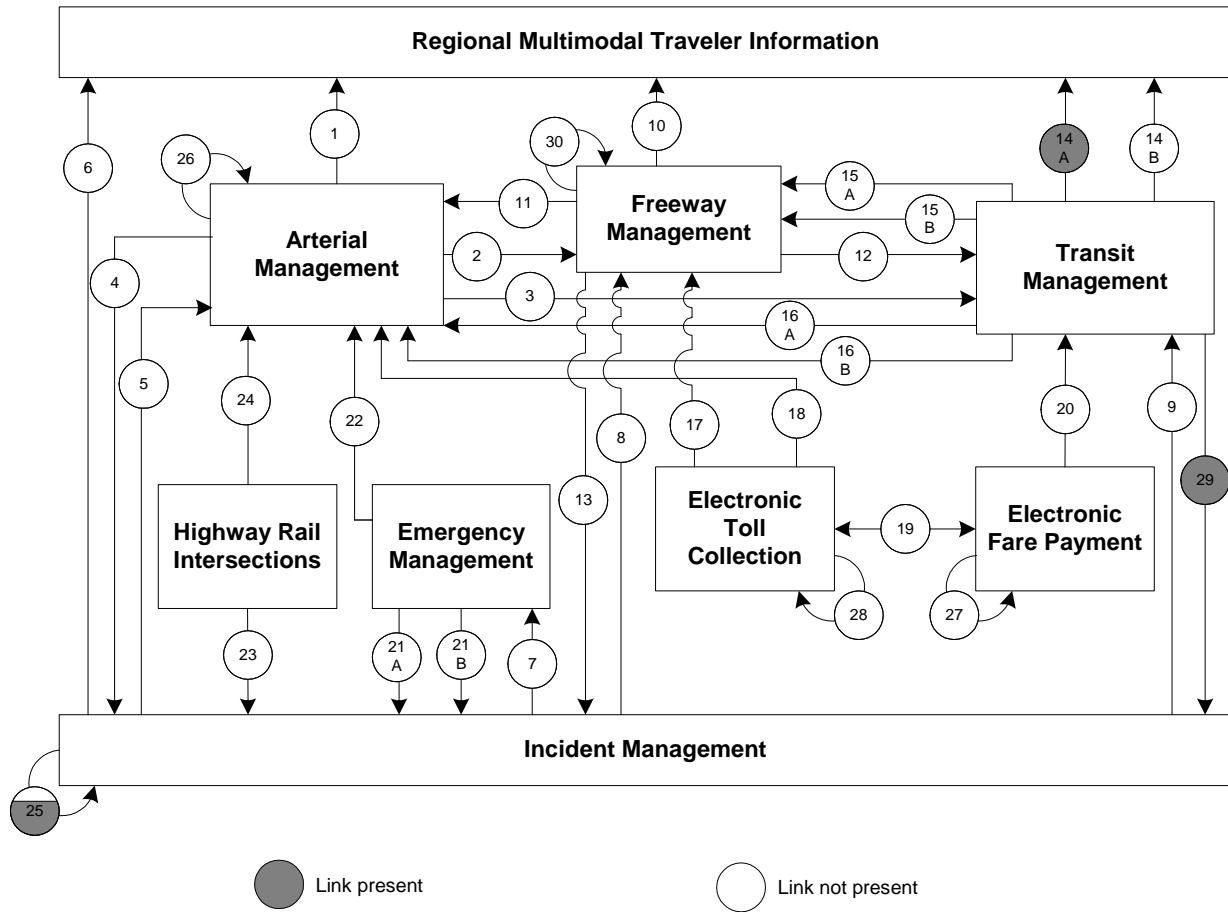 Regional Multimodal Traveler Information
1
10
14
A
14
B
6
26
30
15
A
11
Freeway
Management
15
B
Arterial
Management
2
12
Transit
Management
4
3
16
A
5
16
B
24
22
8
17
18
20
9
13
29
Highway Rail
Intersections
Emergency
Management
Electronic
Toll
Collection
19
Electronic
Fare Payment
28
27
23
21
A
21
B
7
Incident Management
25
Link present
Link not present